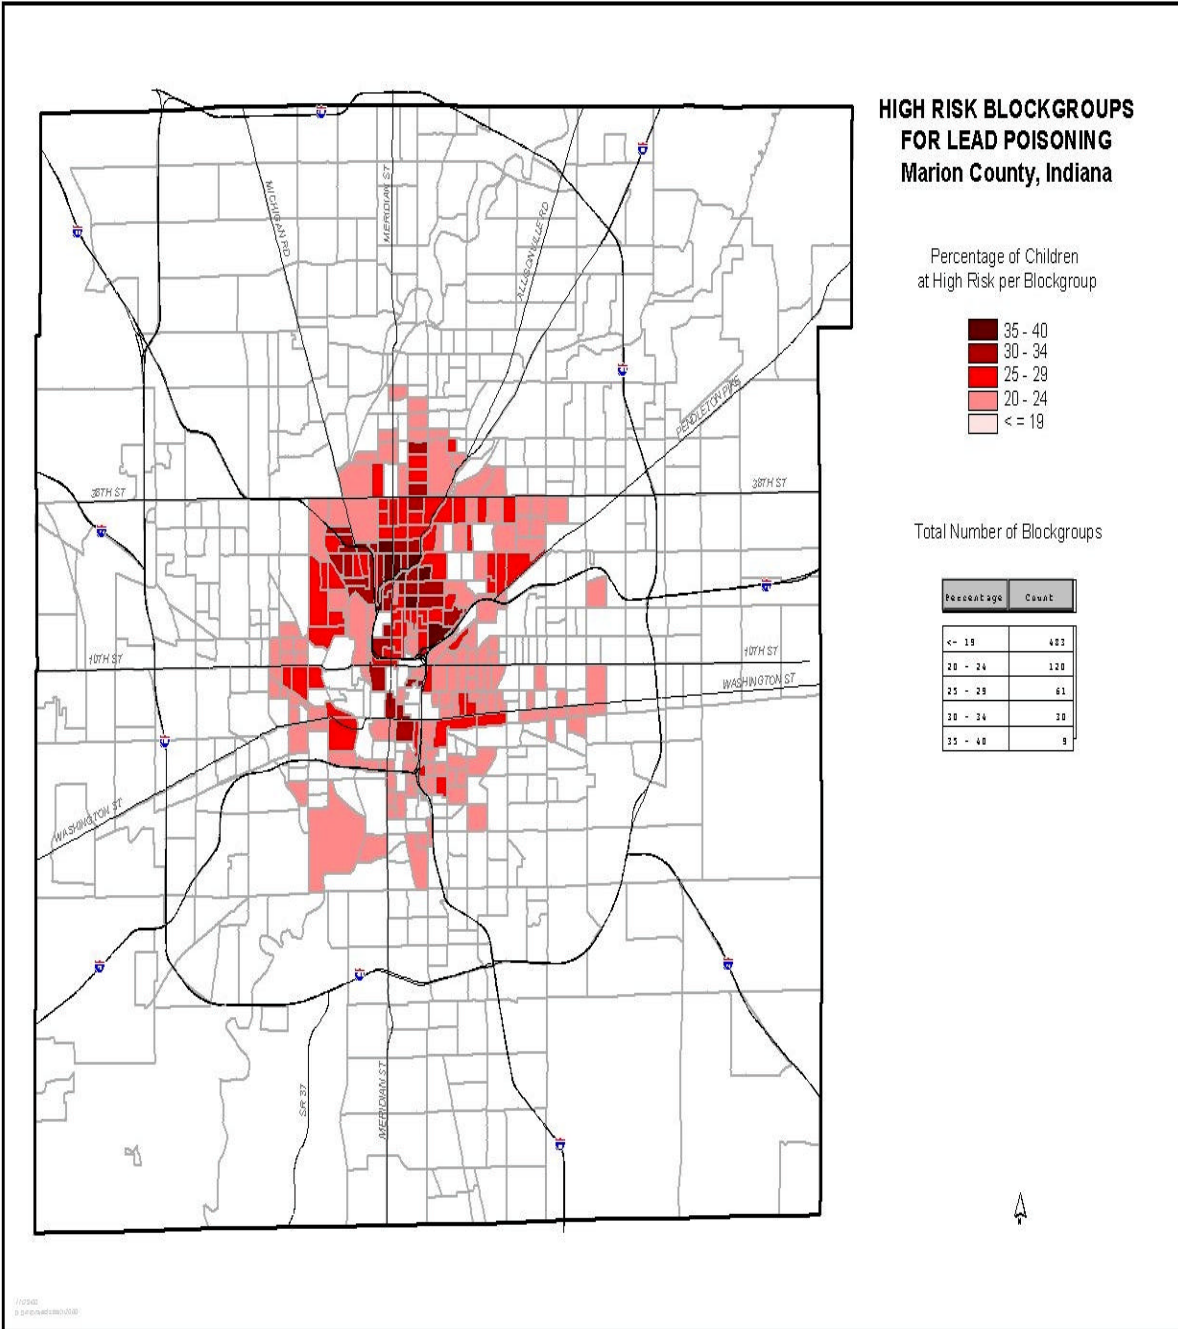 HIGH RISK BLOCKGROUPS
FOR LEAD POISONING
Marion County, Indiana
Percentage of Children
at High Risk per Blockgroup
35 - 40
30 - 34
25 - 29
20 - 24
< = 19
Total Number of Blockgroups
Percentage Count
<- 19 483
20 - 24 120
25 - 29 61
30 - 34 30
35 - 40 9
MICHIGAN RD
MERIDIAN ST
ALLISONVILLE RD
PENDLETON PIKE
38TH ST
38TH ST
10TH ST
10TH ST
WASHINGTON ST
WASHINGTON ST
SR 37
MERIDIAN ST
N